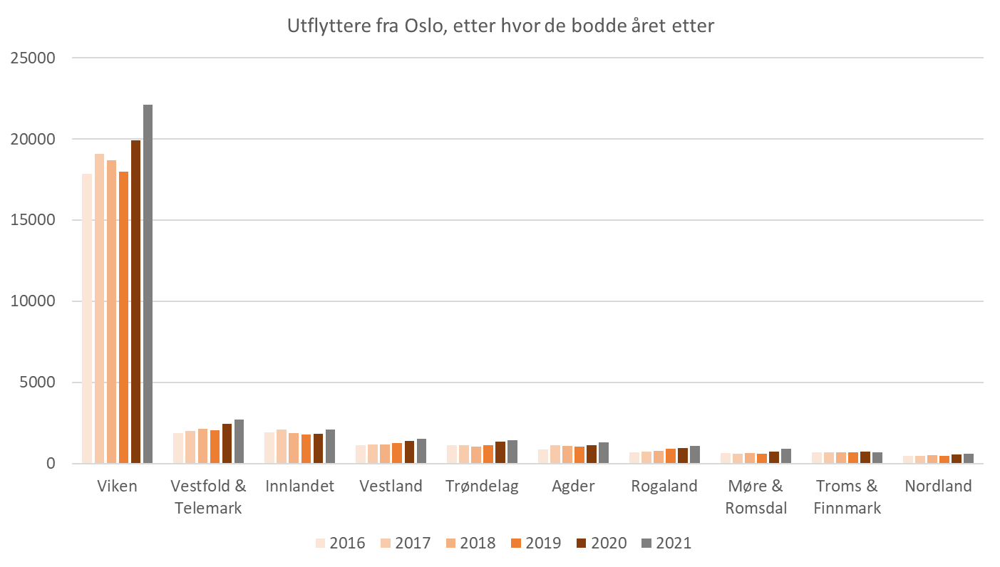 Utflyttere fra Oslo, etter hvor de bodde året etter
25000
20000
15000
10000
5000
0
Viken
Vestfold &
Telemark
Innlandet
Vestland
Trøndelag
Agder
Rogaland
Møre &
Romsdal
Troms &
Finnmark
Nordland
2016 2017 2018 2019 2020 2021